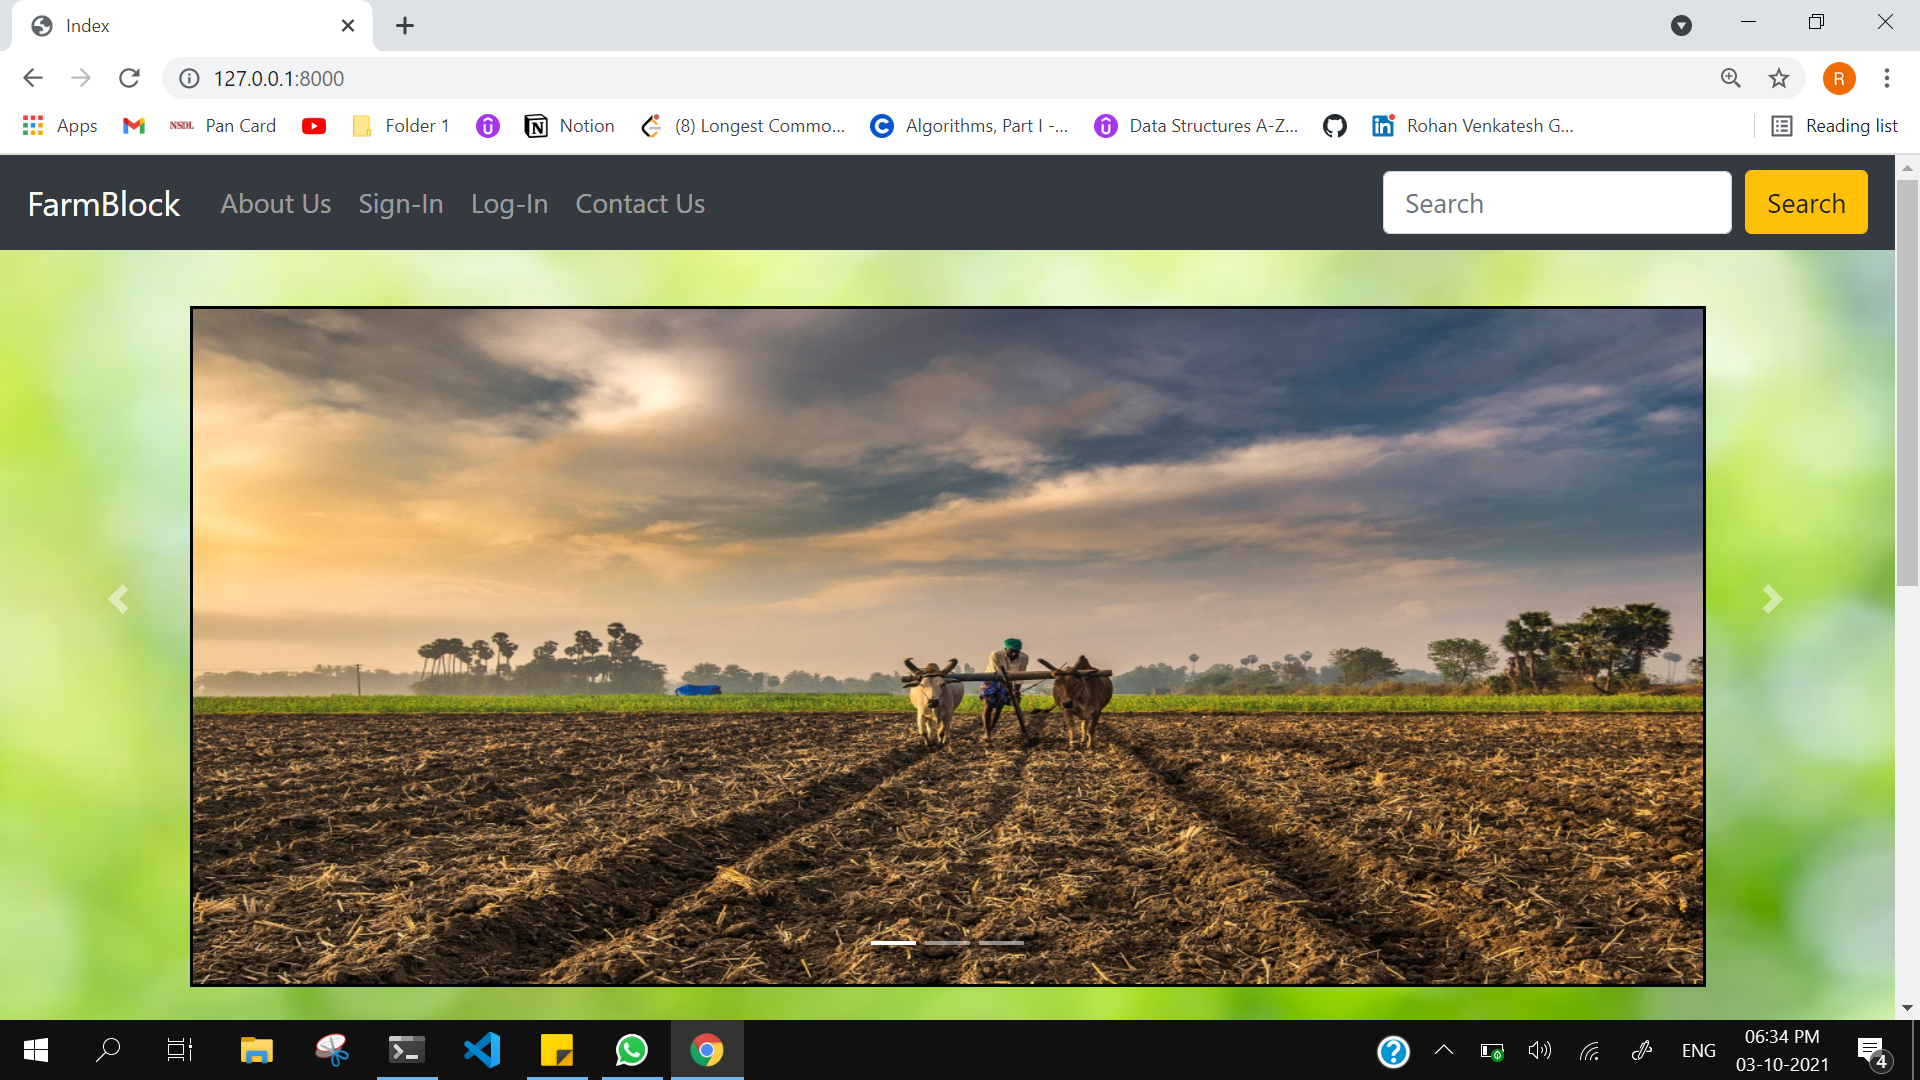 Index
127.0.0.1:8000
R
Apps
NSDL Pan Card
Folder 1
Notion
(8) Longest Commo...
Algorithms, Part I -...
Data Structures A-Z...
Rohan Venkatesh G...
Reading list
FarmBlock About Us Sign-In Log-In Contact Us
Search
Search
ENG
06:34 PM
03-10-2021
4